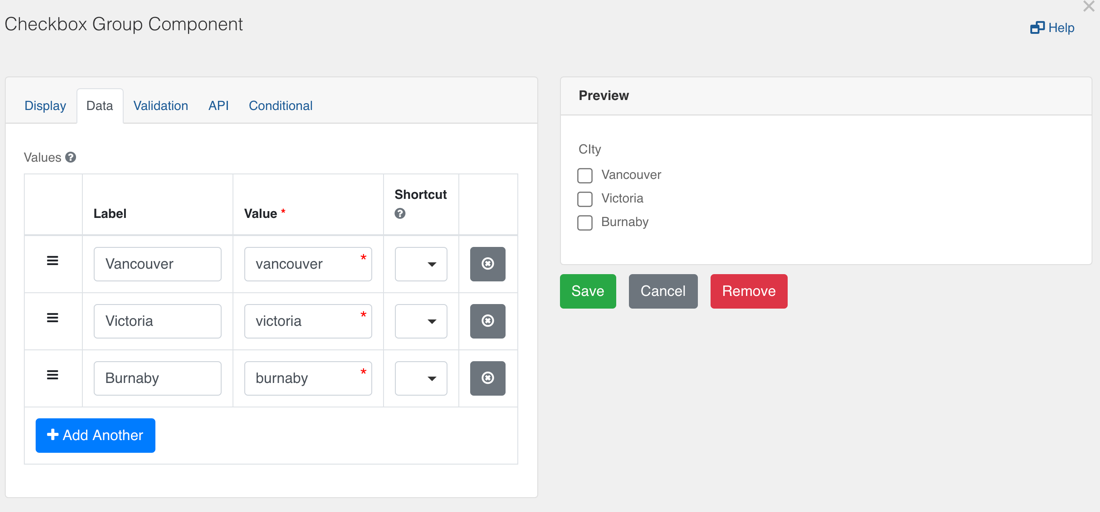 Checkbox Group Component
Help
Display Data Validation API Conditional
Values
Label Value * Shortcut
Vancouver vancouver *
Victoria victoria *
Burnaby burnaby *
Add Another
Preview
CIty
Vancouver
Victoria
Burnaby
Save Cancel Remove